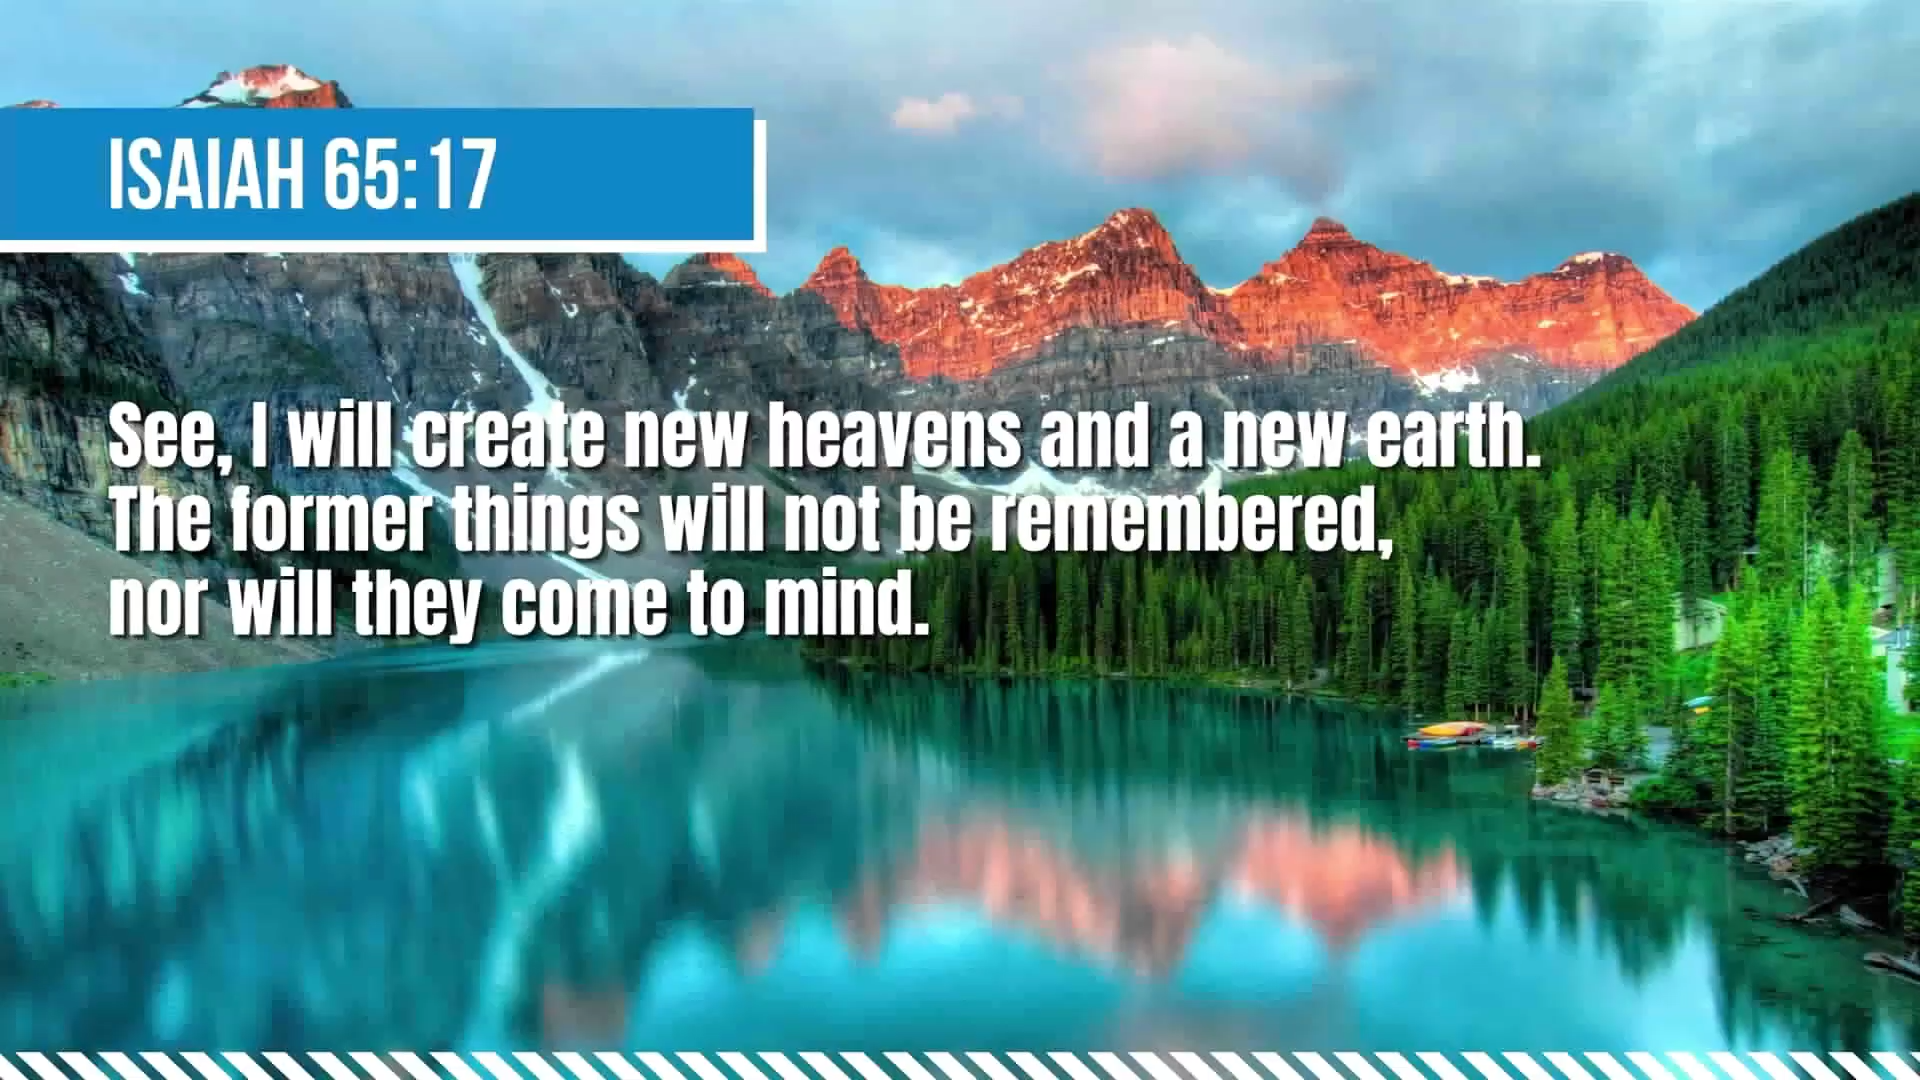 ISAIAH 65:17
See, I will create new heavens and a new earth.
The former things will not be remembered,
nor will they come to mind.